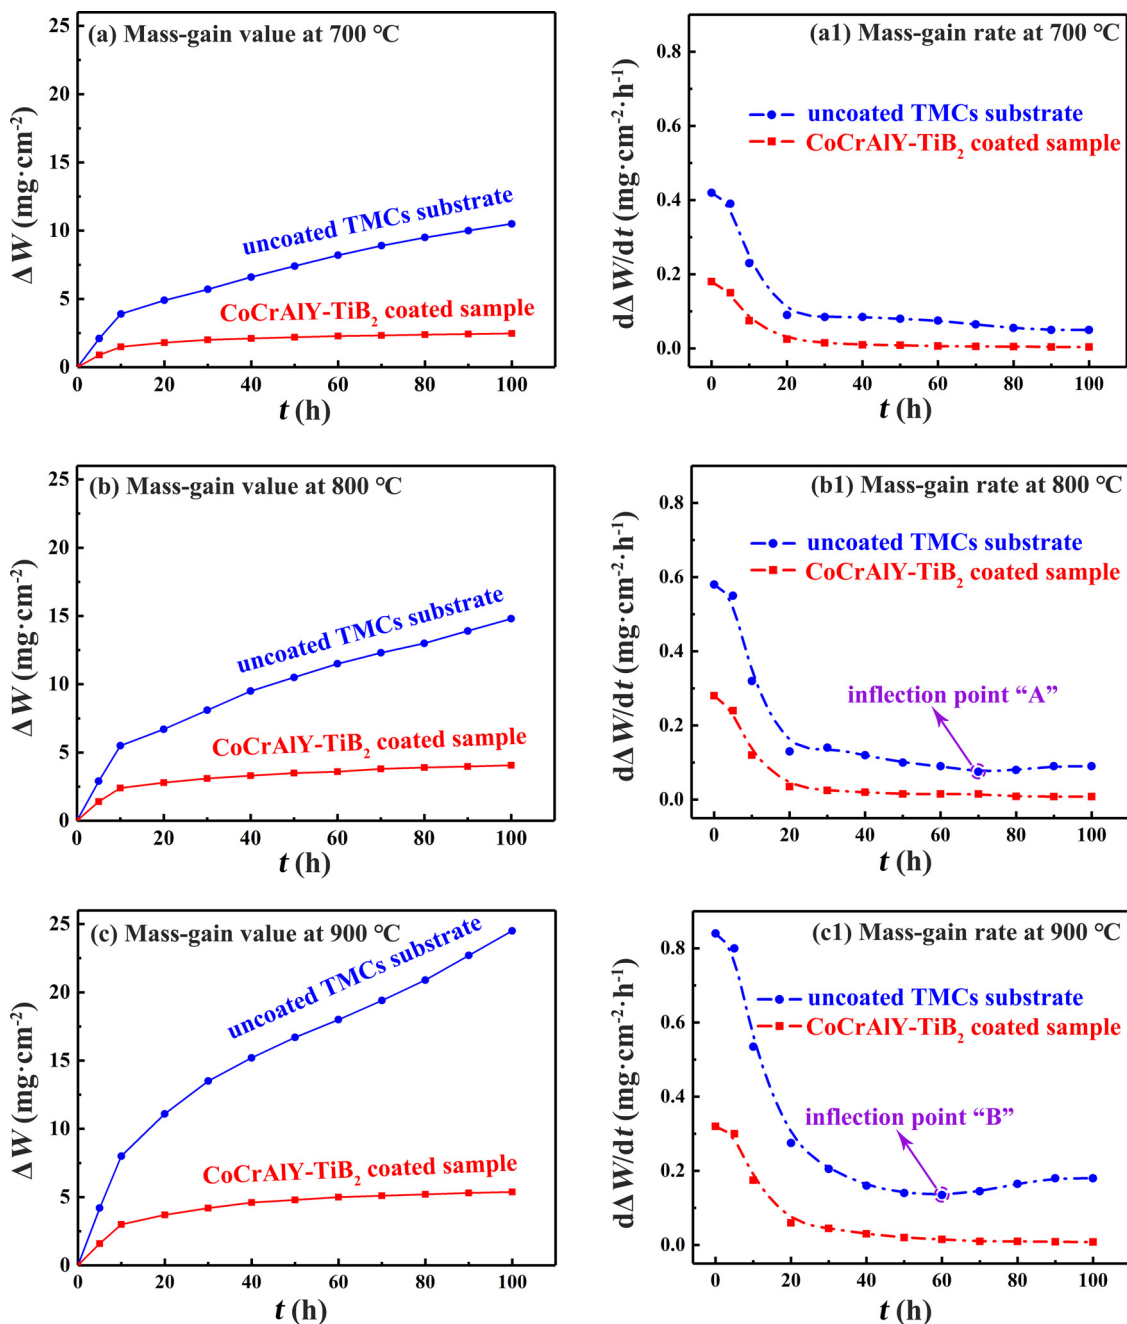 (a) Mass-gain value at 700 °C
ΔW (mg·cm⁻²)
25
20
15
10
5
0
uncoated TMCs substrate
CoCrAlY-TiB₂ coated sample
0 20 40 60 80 100
t (h)
(a1) Mass-gain rate at 700 °C
dΔW/dt (mg·cm⁻²·h⁻¹)
0.8
0.6
0.4
0.2
0.0
uncoated TMCs substrate
CoCrAlY-TiB₂ coated sample
0 20 40 60 80 100
t (h)
(b) Mass-gain value at 800 °C
ΔW (mg·cm⁻²)
25
20
15
10
5
0
uncoated TMCs substrate
CoCrAlY-TiB₂ coated sample
0 20 40 60 80 100
t (h)
(b1) Mass-gain rate at 800 °C
dΔW/dt (mg·cm⁻²·h⁻¹)
0.8
0.6
0.4
0.2
0.0
uncoated TMCs substrate
CoCrAlY-TiB₂ coated sample
inflection point “A”
0 20 40 60 80 100
t (h)
(c) Mass-gain value at 900 °C
ΔW (mg·cm⁻²)
25
20
15
10
5
0
uncoated TMCs substrate
CoCrAlY-TiB₂ coated sample
0 20 40 60 80 100
t (h)
(c1) Mass-gain rate at 900 °C
dΔW/dt (mg·cm⁻²·h⁻¹)
0.8
0.6
0.4
0.2
0.0
uncoated TMCs substrate
CoCrAlY-TiB₂ coated sample
inflection point “B”
0 20 40 60 80 100
t (h)